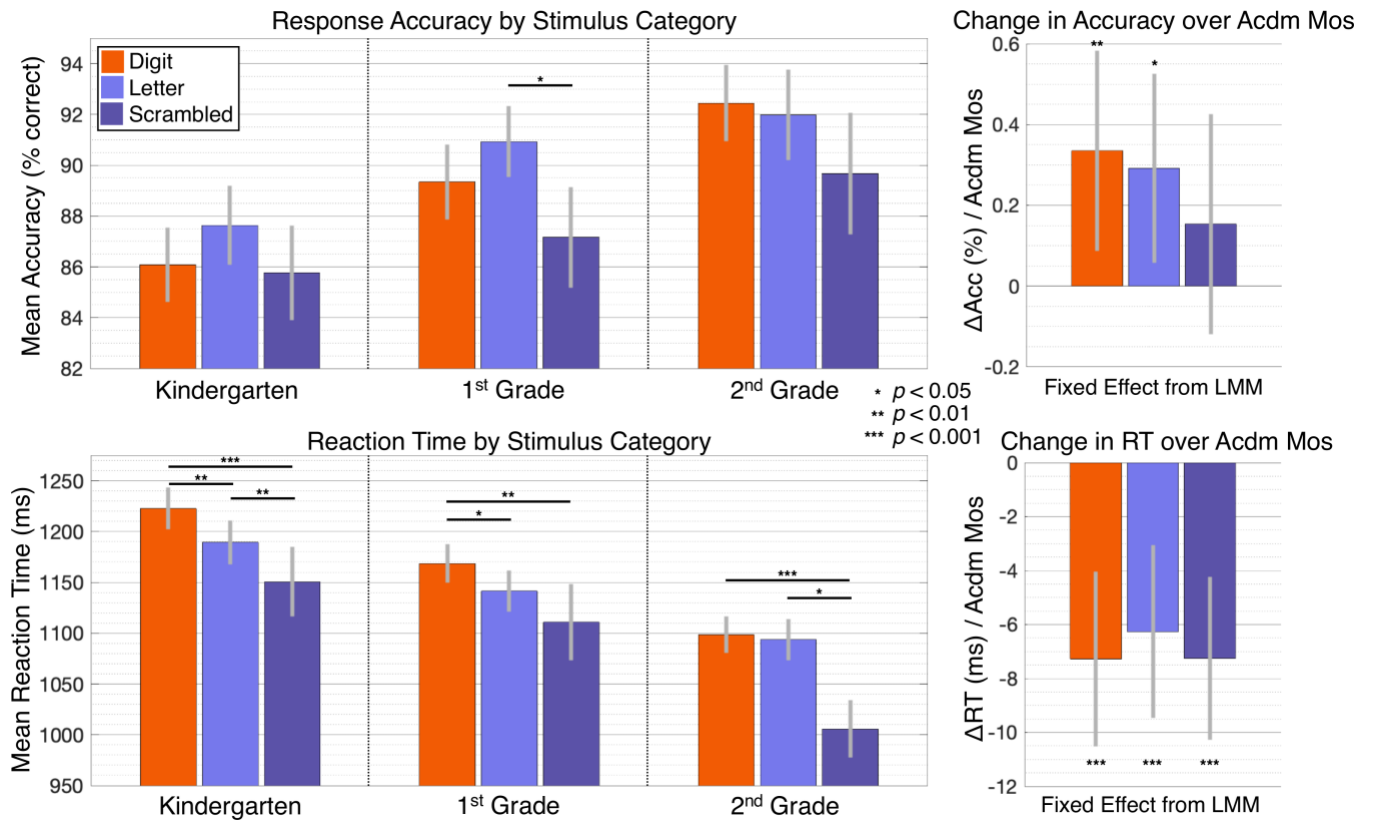 Response Accuracy by Stimulus Category
Mean Accuracy (% correct)
94
92
90
88
86
84
82
Digit
Letter
Scrambled
*
Kindergarten
1st Grade
2nd Grade
Change in Accuracy over Acdm Mos
ΔAcc (%) / Acdm Mos
0.6
0.4
0.2
0
-0.2
**
*
Fixed Effect from LMM
* p < 0.05
** p < 0.01
*** p < 0.001
Reaction Time by Stimulus Category
Mean Reaction Time (ms)
1250
1200
1150
1100
1050
1000
950
***
**
**
**
*
***
*
Kindergarten
1st Grade
2nd Grade
Change in RT over Acdm Mos
ΔRT (ms) / Acdm Mos
0
-2
-4
-6
-8
-10
-12
*** *** ***
Fixed Effect from LMM